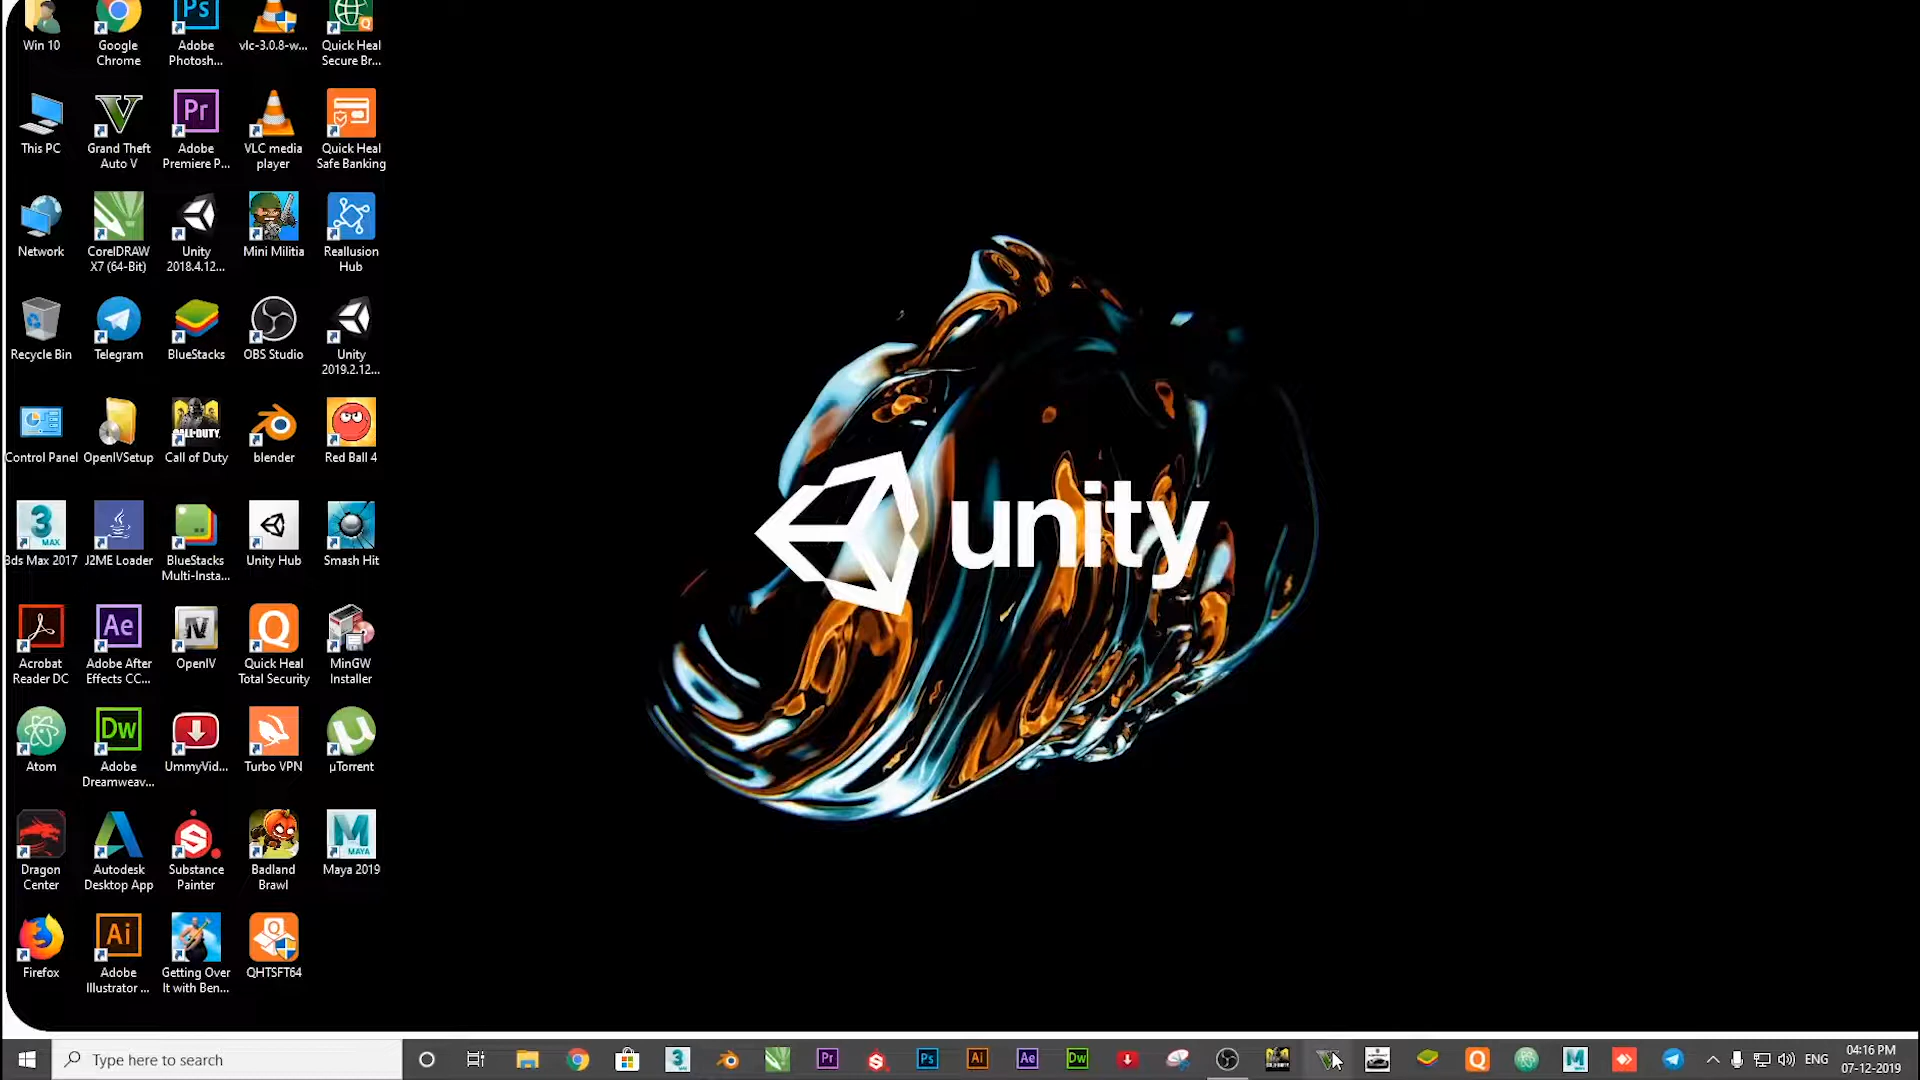 Win 10
Google
Chrome
Adobe
Photosh...
vlc-3.0.8-w...
Quick Heal
Secure Br...
This PC
Grand Theft
Auto V
Adobe
Premiere P...
VLC media
player
Quick Heal
Safe Banking
Network
CorelDRAW
X7 (64-Bit)
Unity
2018.4.12...
Mini Militia
Reallusion
Hub
Recycle Bin
Telegram
BlueStacks
OBS Studio
Unity
2019.2.12...
Control Panel
OpenIVSetup
Call of Duty
blender
Red Ball 4
3ds Max 2017
J2ME Loader
BlueStacks
Multi-Insta...
Unity Hub
Smash Hit
Acrobat
Reader DC
Adobe After
Effects CC...
OpenIV
Quick Heal
Total Security
MinGW
Installer
Atom
Adobe
Dreamweav...
UmmyVid...
Turbo VPN
µTorrent
Dragon
Center
Autodesk
Desktop App
Substance
Painter
Badland
Brawl
Maya 2019
Firefox
Adobe
Illustrator ...
Getting Over
It with Ben...
QHTSFT64
unity
Type here to search
ENG
04:16 PM
07-12-2019